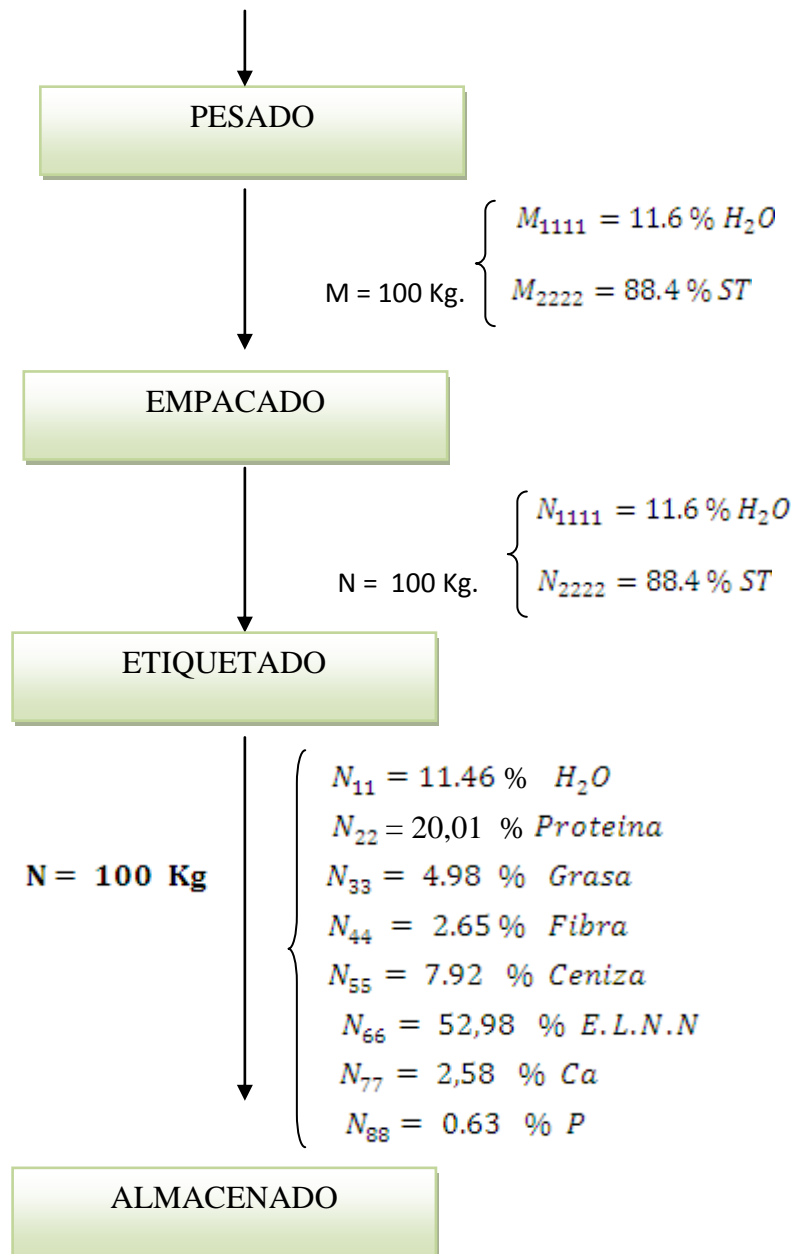 PESADO
M₁₁₁₁ = 11.6 % H₂O
M = 100 Kg.
M₂₂₂₂ = 88.4 % ST
EMPACADO
N₁₁₁₁ = 11.6 % H₂O
N = 100 Kg.
N₂₂₂₂ = 88.4 % ST
ETIQUETADO
N₁₁ = 11.46 % H₂O
N₂₂ = 20,01 % Proteina
N = 100 Kg
N₃₃ = 4.98 % Grasa
N₄₄ = 2.65 % Fibra
N₅₅ = 7.92 % Ceniza
N₆₆ = 52,98 % E.L.N.N
N₇₇ = 2,58 % Ca
N₈₈ = 0.63 % P
ALMACENADO